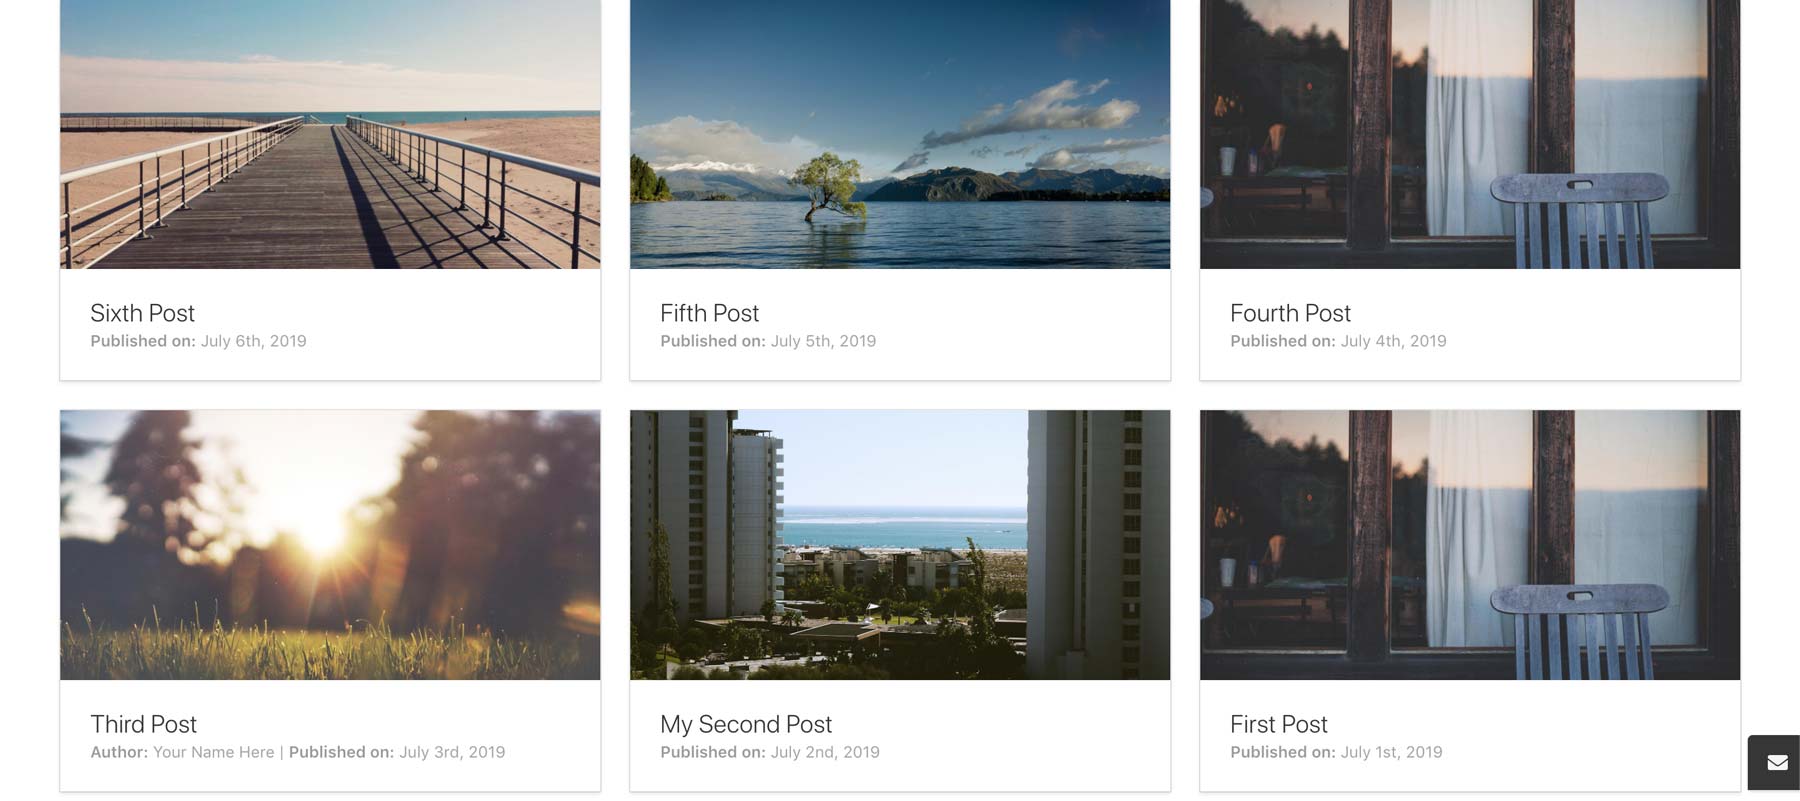 Sixth Post
Published on: July 6th, 2019
Fifth Post
Published on: July 5th, 2019
Fourth Post
Published on: July 4th, 2019
Third Post
Author: Your Name Here | Published on: July 3rd, 2019
My Second Post
Published on: July 2nd, 2019
First Post
Published on: July 1st, 2019